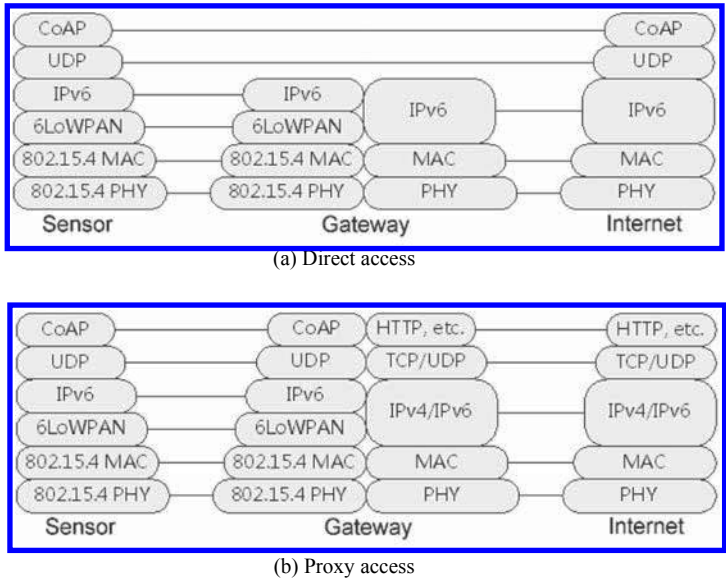 CoAP CoAP
UDP UDP
IPv6 IPv6 IPv6 IPv6
6LoWPAN 6LoWPAN
802.15.4 MAC 802.15.4 MAC MAC MAC
802.15.4 PHY 802.15.4 PHY PHY PHY
Sensor Gateway Internet
(a) Direct access
CoAP CoAP HTTP, etc. HTTP, etc.
UDP UDP TCP/UDP TCP/UDP
IPv6 IPv6 IPv4/IPv6 IPv4/IPv6
6LoWPAN 6LoWPAN
802.15.4 MAC 802.15.4 MAC MAC MAC
802.15.4 PHY 802.15.4 PHY PHY PHY
Sensor Gateway Internet
(b) Proxy access